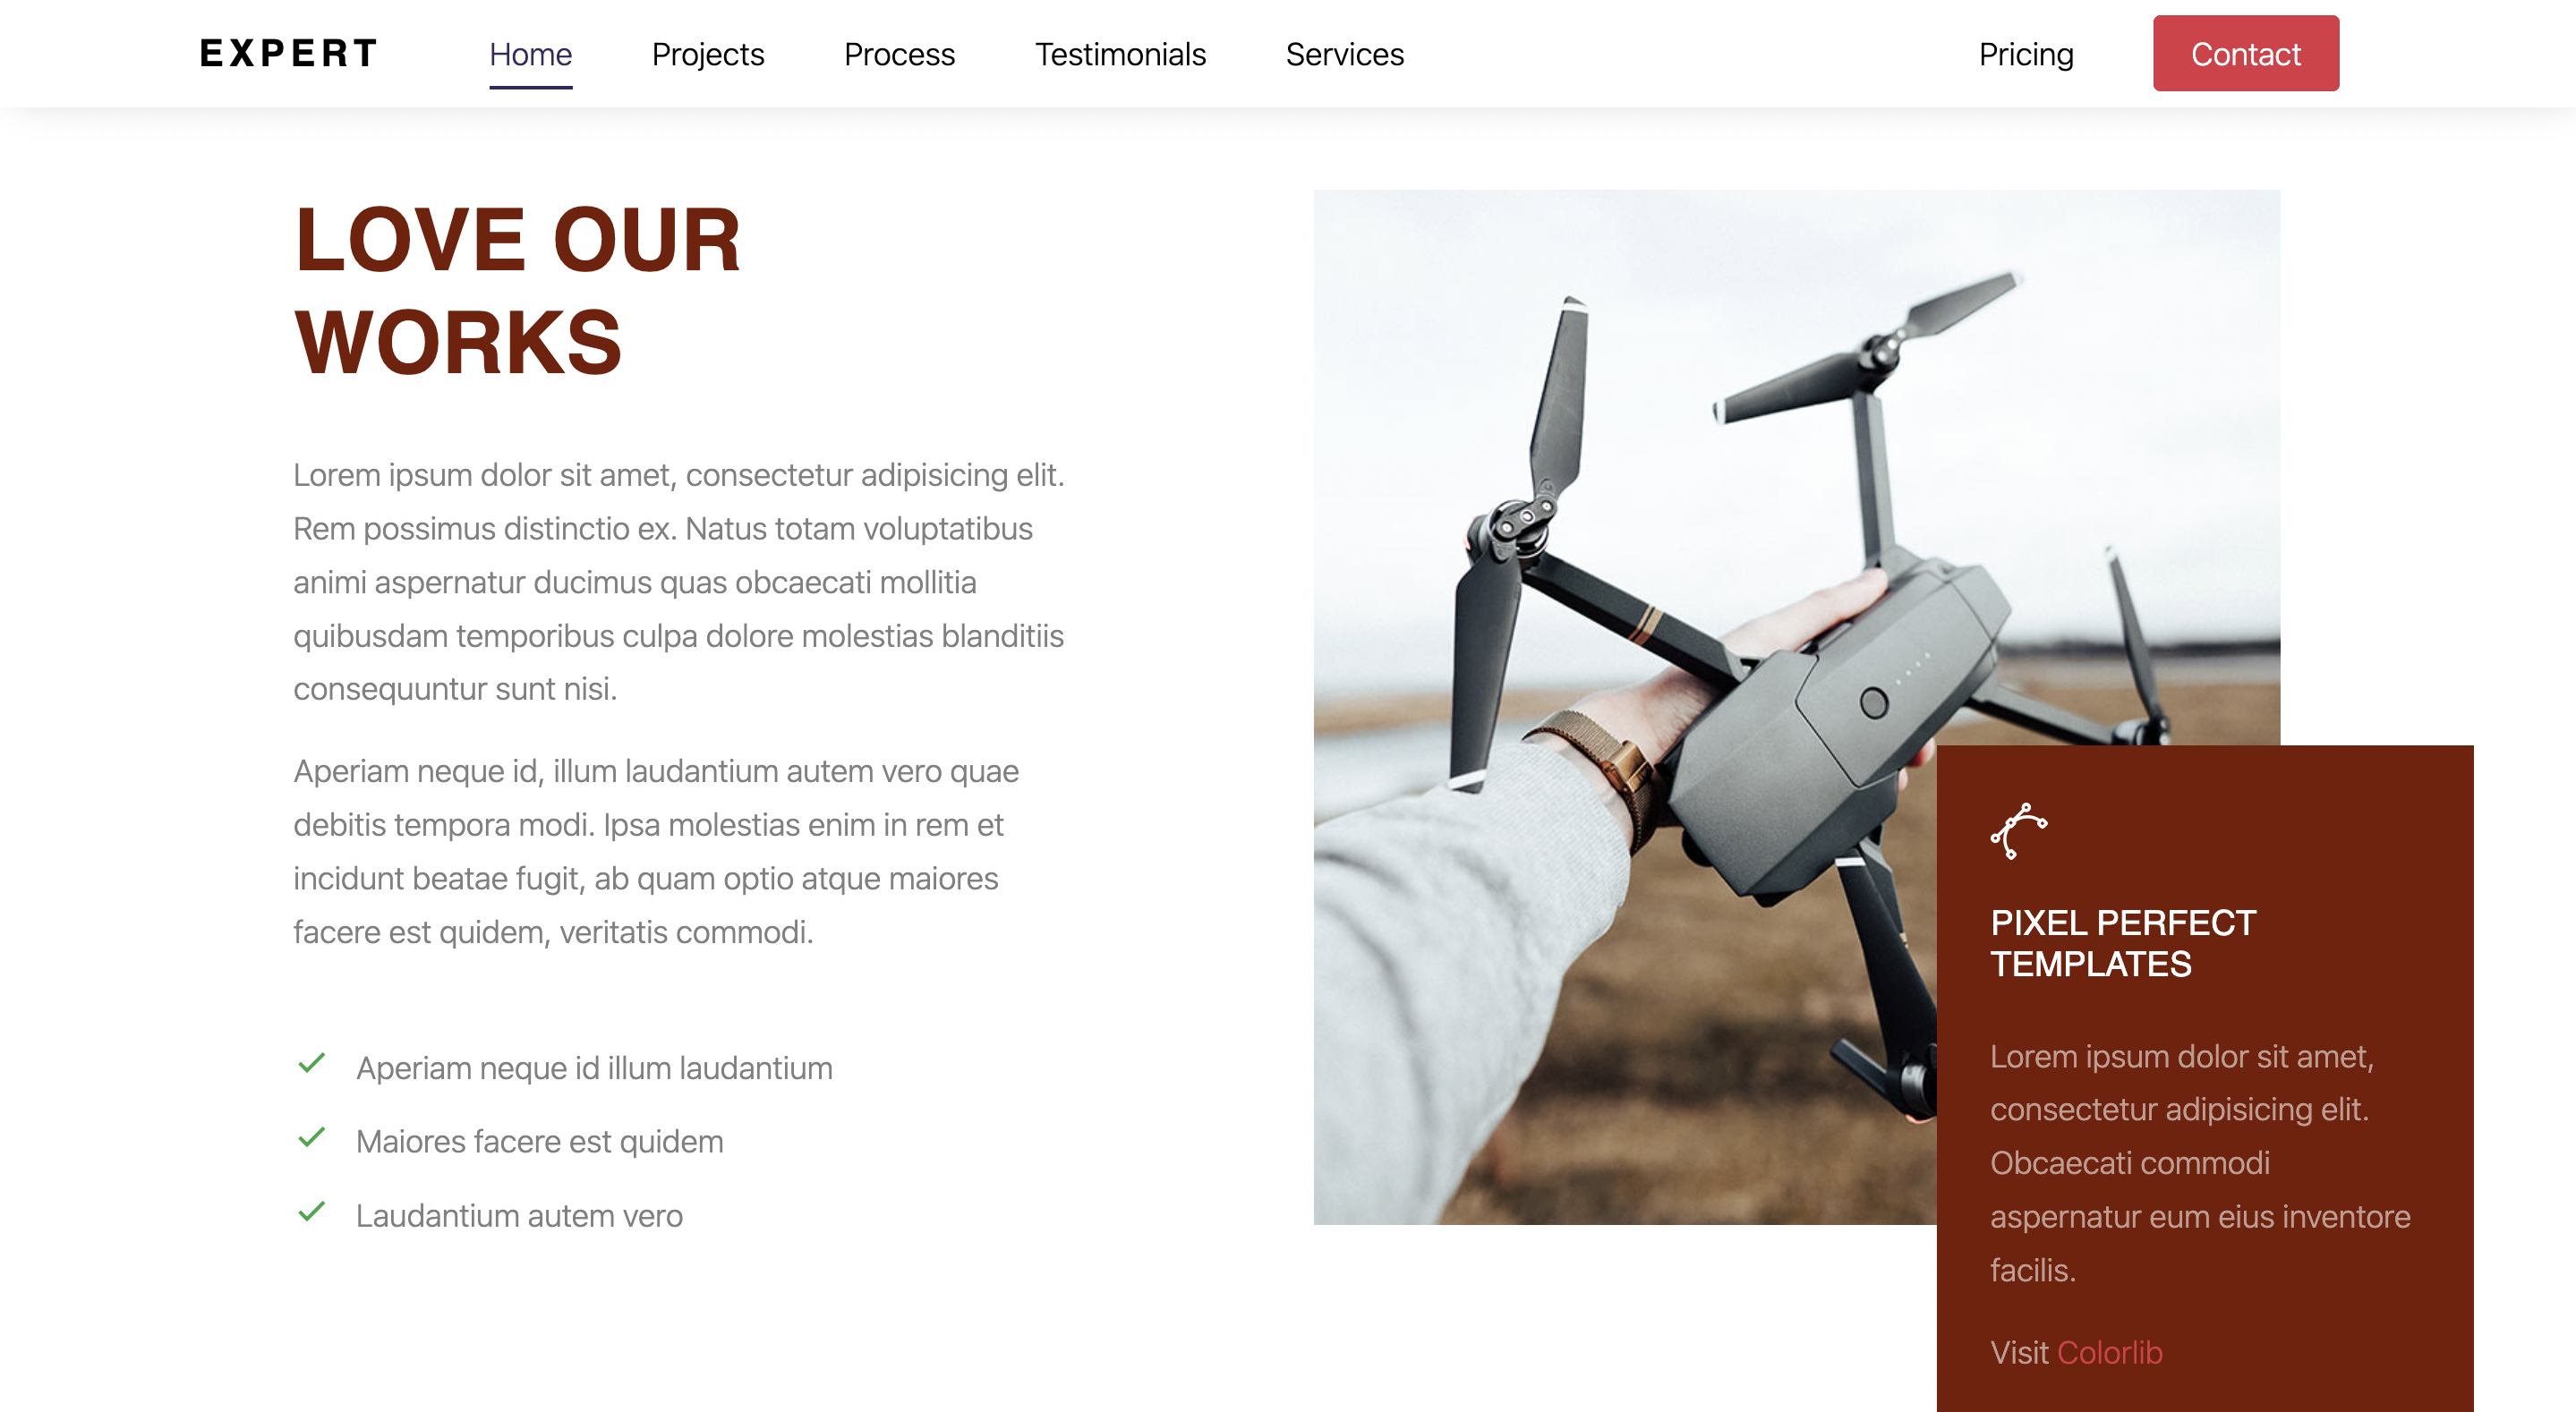 EXPERT Home Projects Process Testimonials Services Pricing Contact
LOVE OUR
WORKS
Lorem ipsum dolor sit amet, consectetur adipisicing elit.
Rem possimus distinctio ex. Natus totam voluptatibus
animi aspernatur ducimus quas obcaecati mollitia
quibusdam temporibus culpa dolore molestias blanditiis
consequuntur sunt nisi.
Aperiam neque id, illum laudantium autem vero quae
debitis tempora modi. Ipsa molestias enim in rem et
incidunt beatae fugit, ab quam optio atque maiores
facere est quidem, veritatis commodi.
Aperiam neque id illum laudantium
Maiores facere est quidem
Laudantium autem vero
PIXEL PERFECT
TEMPLATES
Lorem ipsum dolor sit amet,
consectetur adipisicing elit.
Obcaecati commodi
aspernatur eum eius inventore
facilis.
Visit Colorlib